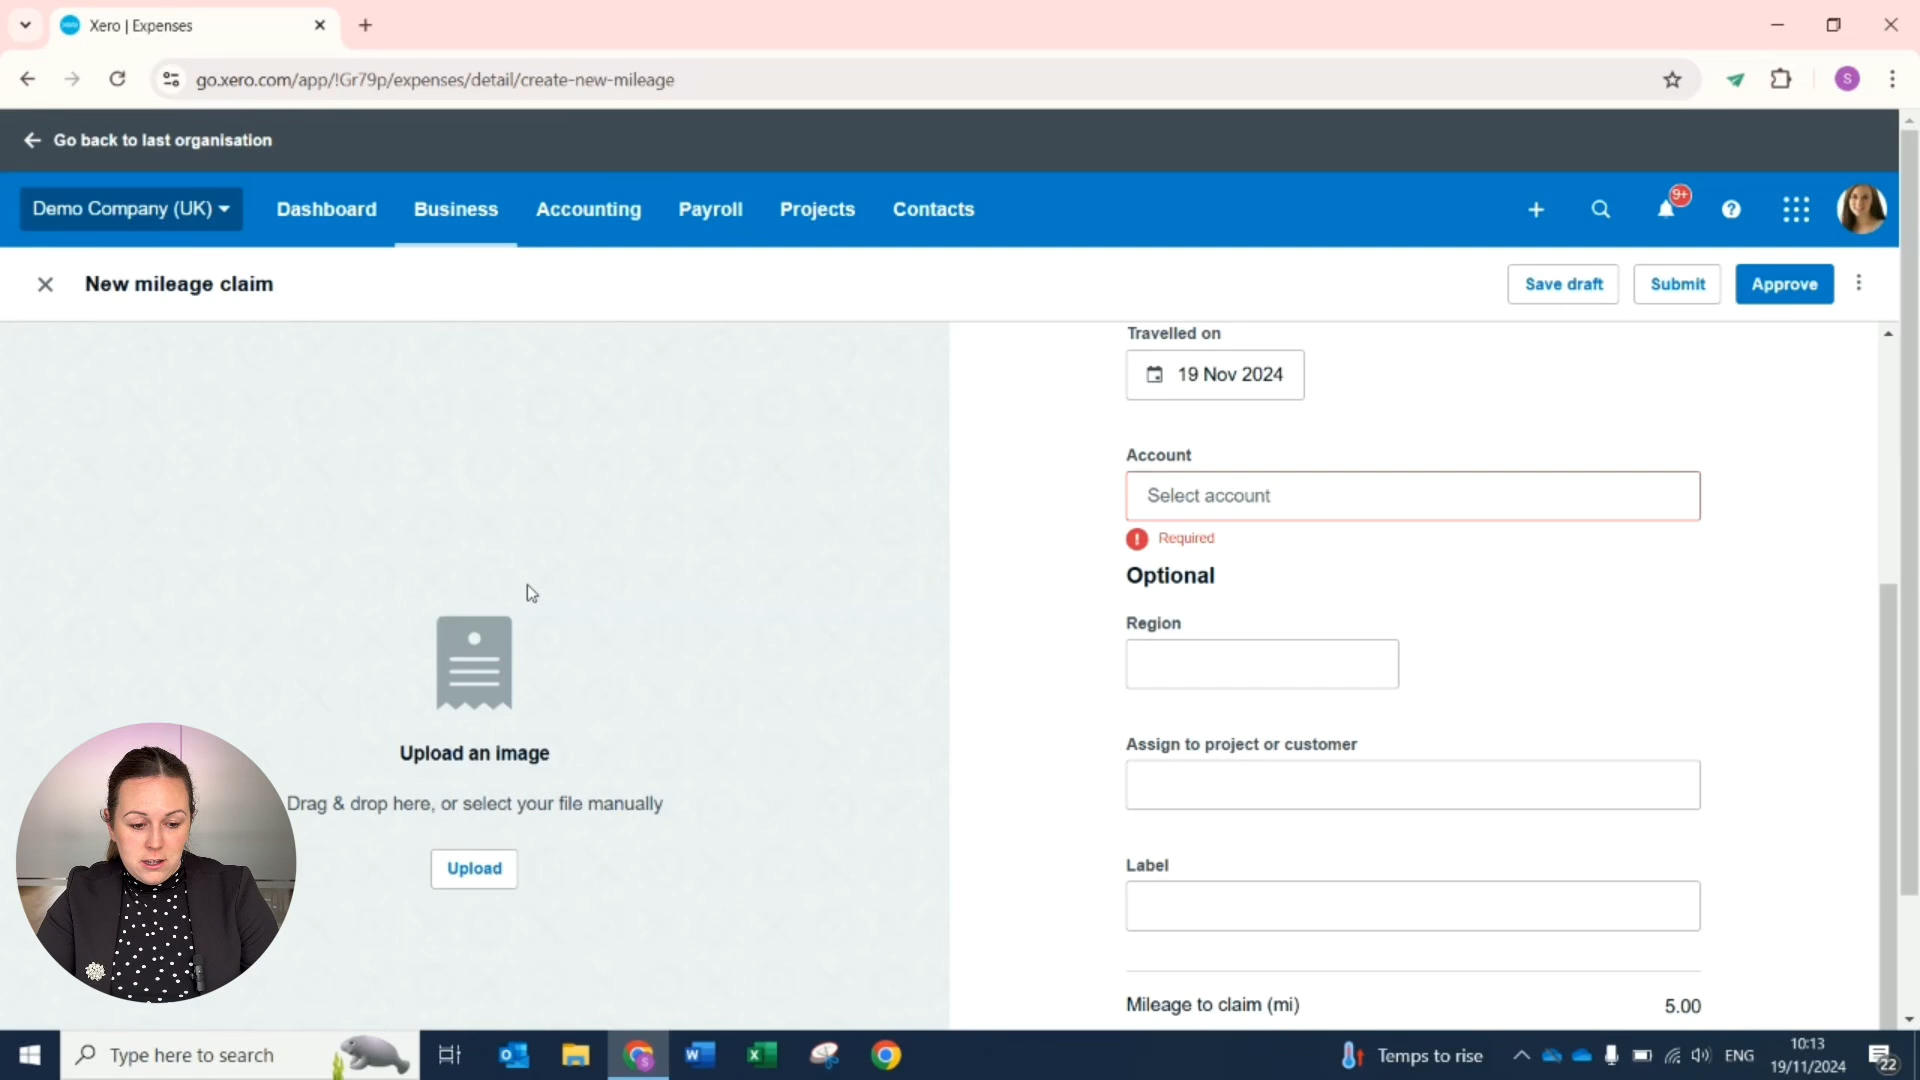 Xero | Expenses
go.xero.com/app/!Gr79p/expenses/detail/create-new-mileage
S
Go back to last organisation
Demo Company (UK)
Dashboard
Business
Accounting
Payroll
Projects
Contacts
9+
New mileage claim
Save draft
Submit
Approve
Travelled on
19 Nov 2024
Account
Select account
Required
Optional
Region
Assign to project or customer
Label
Mileage to claim (mi)
5.00
Upload an image
Drag & drop here, or select your file manually
Upload
Type here to search
Temps to rise
ENG
10:13
19/11/2024
22